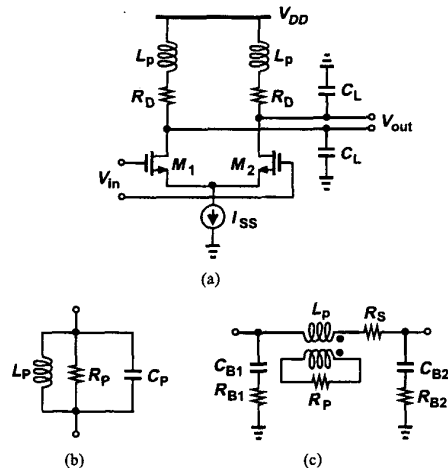 V_DD
L_p L_p
R_D R_D C_L
V_out
M_1 M_2 C_L
V_in
I_SS
(a)
L_P R_P C_P
(b)
L_p R_S
C_B1 C_B2
R_B1 R_P R_B2
(c)